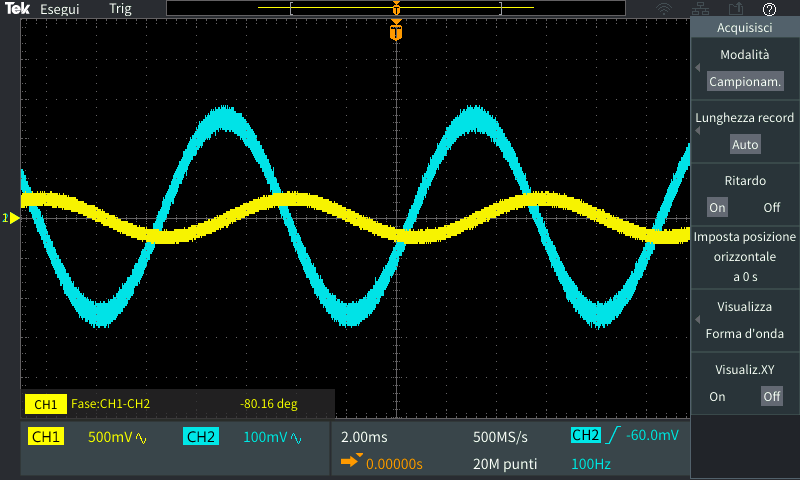 Tek Esegui Trig
T
T
Acquisisci
Modalità
Campionam.
Lunghezza record
Auto
Ritardo
On Off
Imposta posizione
orizzontale
a 0 s
Visualizza
Forma d'onda
Visualiz.XY
On Off
CH1 Fase:CH1-CH2 -80.16 deg
CH1 500mV CH2 100mV
2.00ms 500MS/s CH2 -60.0mV
0.00000s 20M punti 100Hz